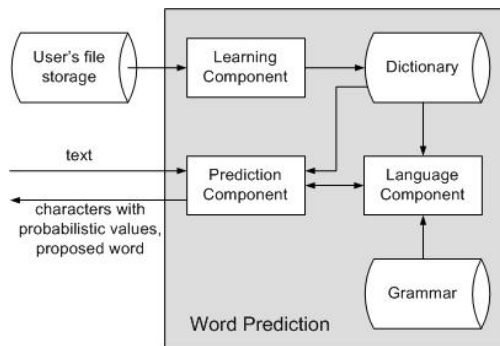 User's file
storage
Learning
Component
Dictionary
text
Prediction
Component
Language
Component
characters with
probabilistic values,
proposed word
Grammar
Word Prediction